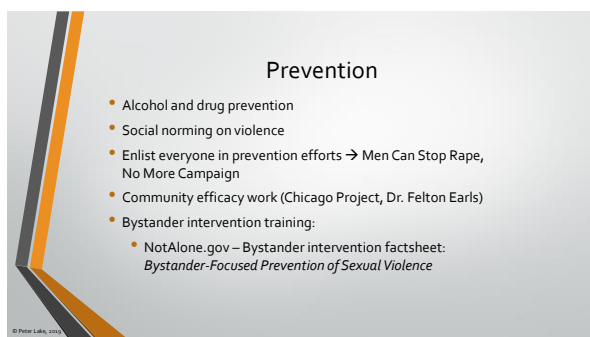 Prevention
• Alcohol and drug prevention
• Social norming on violence
• Enlist everyone in prevention efforts → Men Can Stop Rape,
No More Campaign
• Community efficacy work (Chicago Project, Dr. Felton Earls)
• Bystander intervention training:
• NotAlone.gov – Bystander intervention factsheet:
Bystander-Focused Prevention of Sexual Violence
© Peter Lake, 2019